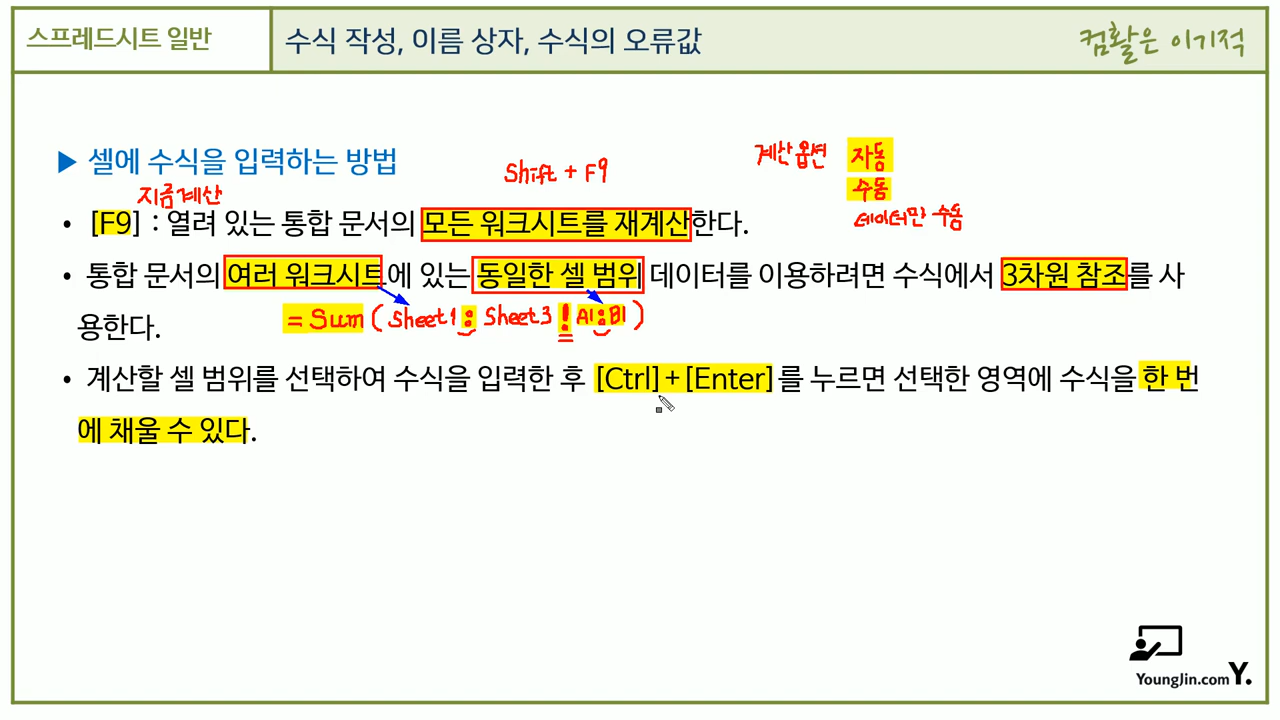 스프레드시트 일반
수식 작성, 이름 상자, 수식의 오류값
컴활은 이기적
▶ 셀에 수식을 입력하는 방법
Shift + F9
계산 옵션 자동
수동
데이터만 수동
지금 계산
• [F9] : 열려 있는 통합 문서의 모든 워크시트를 재계산한다.
• 통합 문서의 여러 워크시트에 있는 동일한 셀 범위 데이터를 이용하려면 수식에서 3차원 참조를 사
용한다.
=Sum(Sheet1:Sheet3!A1:B1)
• 계산할 셀 범위를 선택하여 수식을 입력한 후 [Ctrl]+[Enter]를 누르면 선택한 영역에 수식을 한 번
에 채울 수 있다.
YoungJin.com Y.